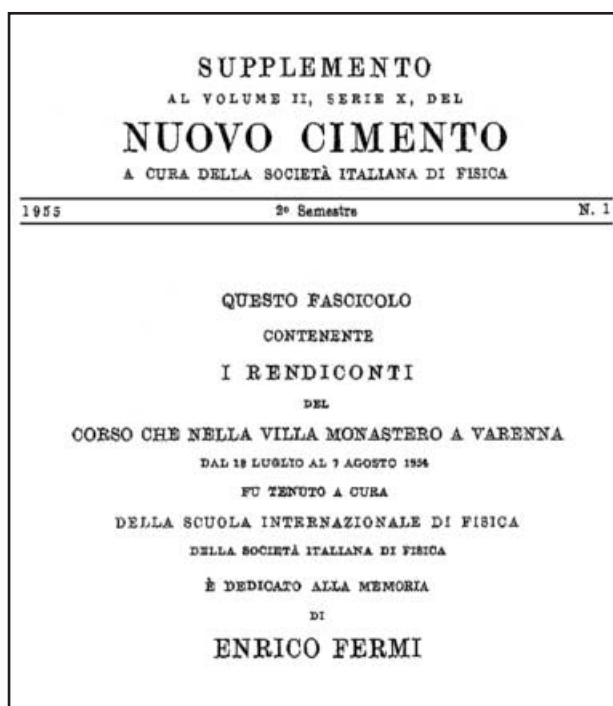 SUPPLEMENTO
AL VOLUME II, SERIE X, DEL
NUOVO CIMENTO
A CURA DELLA SOCIETÀ ITALIANA DI FISICA
1955 2º Semestre N. 1
QUESTO FASCICOLO
CONTENENTE
I RENDICONTI
DEL
CORSO CHE NELLA VILLA MONASTERO A VARENNA
DAL 18 LUGLIO AL 7 AGOSTO 1954
FU TENUTO A CURA
DELLA SCUOLA INTERNAZIONALE DI FISICA
DELLA SOCIETÀ ITALIANA DI FISICA
È DEDICATO ALLA MEMORIA
DI
ENRICO FERMI